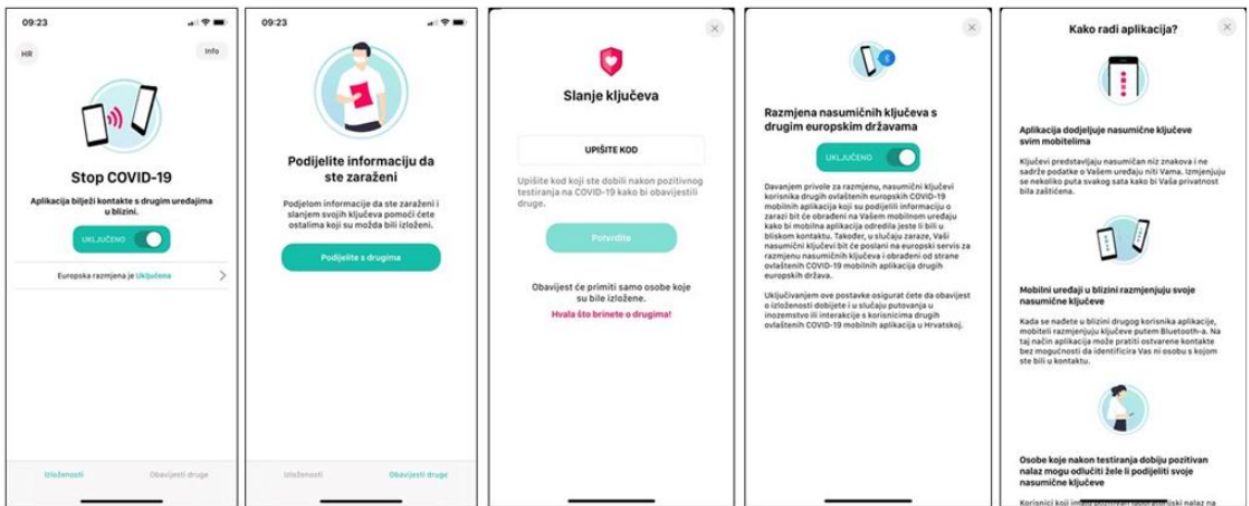 09:23
HR
Info
Stop COVID-19
Aplikacija bilježi kontakte s drugim uređajima
u blizini.
UKLJUČENO
Europska razmjena je Uključena
Izloženosti
Obavijesti druge
09:23
Podijelite informaciju da
ste zaraženi
Podjelom informacije da ste zaraženi i
slanjem svojih ključeva pomoći ćete
ostalima koji su možda bili izloženi.
Podijelite s drugima
Izloženosti
Obavijesti druge
Slanje ključeva
UPIŠITE KOD
Upišite kod koji ste dobili nakon pozitivnog
testiranja na COVID-19 kako bi obavijestili
druge.
Potvrdite
Obavijest će primiti samo osobe koje
su bile izložene.
Hvala što brinete o drugima!
Razmjena nasumičnih ključeva s
drugim europskim državama
UKLJUČENO
Davanjem privole za razmjenu, nasumični ključevi
korisnika drugih ovlaštenih europskih COVID-19
mobilnih aplikacija koji su podijelili informaciju o
zarazi bit će obrađeni na Vašem mobilnom uređaju
kako bi mobilna aplikacija odredila jeste li bili u
bliskom kontaktu. Također, u slučaju zaraze, Vaši
nasumični ključevi bit će poslani na europski servis za
razmjenu nasumičnih ključeva i obrađeni od strane
ovlaštenih COVID-19 mobilnih aplikacija drugih
europskih država.
Uključivanjem ove postavke osigurat ćete da obavijest
o izloženosti dobijete i u slučaju putovanja u
inozemstvo ili interakcije s korisnicima drugih
ovlaštenih COVID-19 mobilnih aplikacija u Hrvatskoj.
Kako radi aplikacija?
Aplikacija dodjeljuje nasumične ključeve
svim mobitelima
Ključevi predstavljaju nasumičan niz znakova i ne
sadrže podatke o Vašem uređaju niti Vama. Izmjenjuju
se nekoliko puta svakog sata kako bi Vaša privatnost
bila zaštićena.
Mobilni uređaji u blizini razmjenjuju svoje
nasumične ključeve
Kada se nađete u blizini drugog korisnika aplikacije,
mobiteli razmjenjuju ključeve putem Bluetooth-a. Na
taj način aplikacija može pratiti ostvarene kontakte
bez mogućnosti da identificira Vas ni osobu s kojom
ste bili u kontaktu.
Osobe koje nakon testiranja dobiju pozitivan
nalaz mogu odlučiti žele li podijeliti svoje
nasumične ključeve
Korisnici koji imaju pozitivan laboratorijski nalaz na